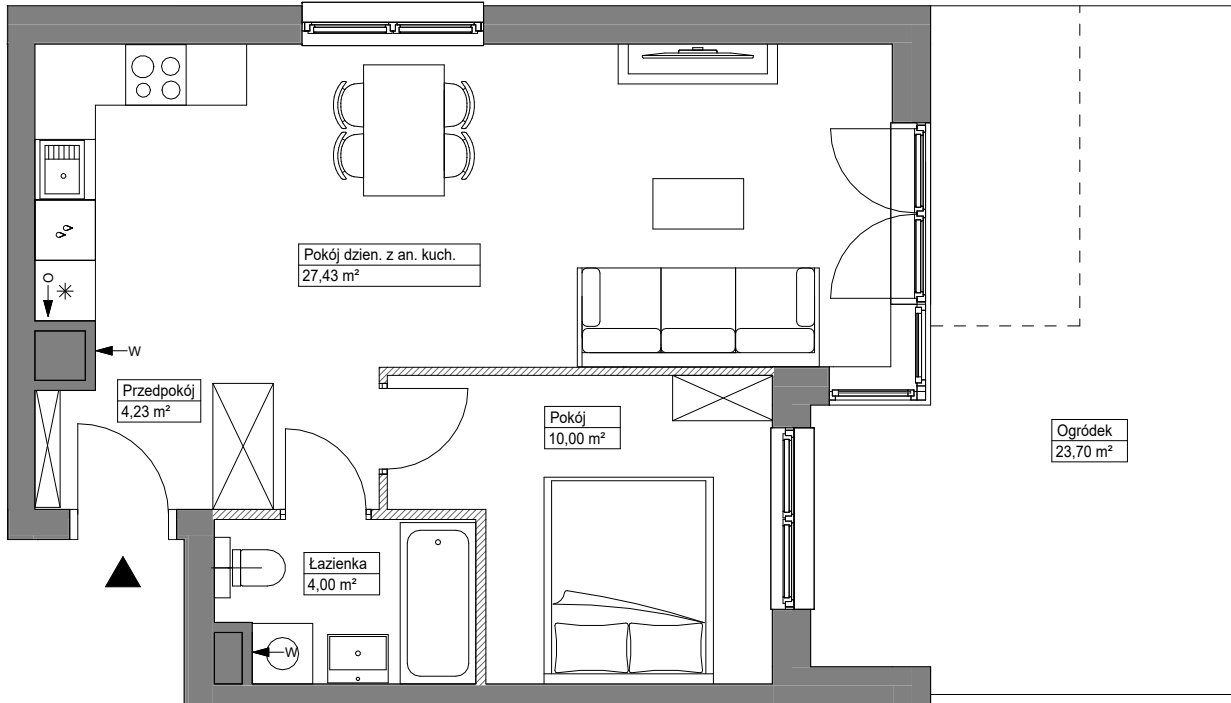 Pokój dzien. z an. kuch.
27,43 m²
O
W
Przedpokój
4,23 m²
Pokój
10,00 m²
Ogródek
23,70 m²
Łazienka
4,00 m²
W